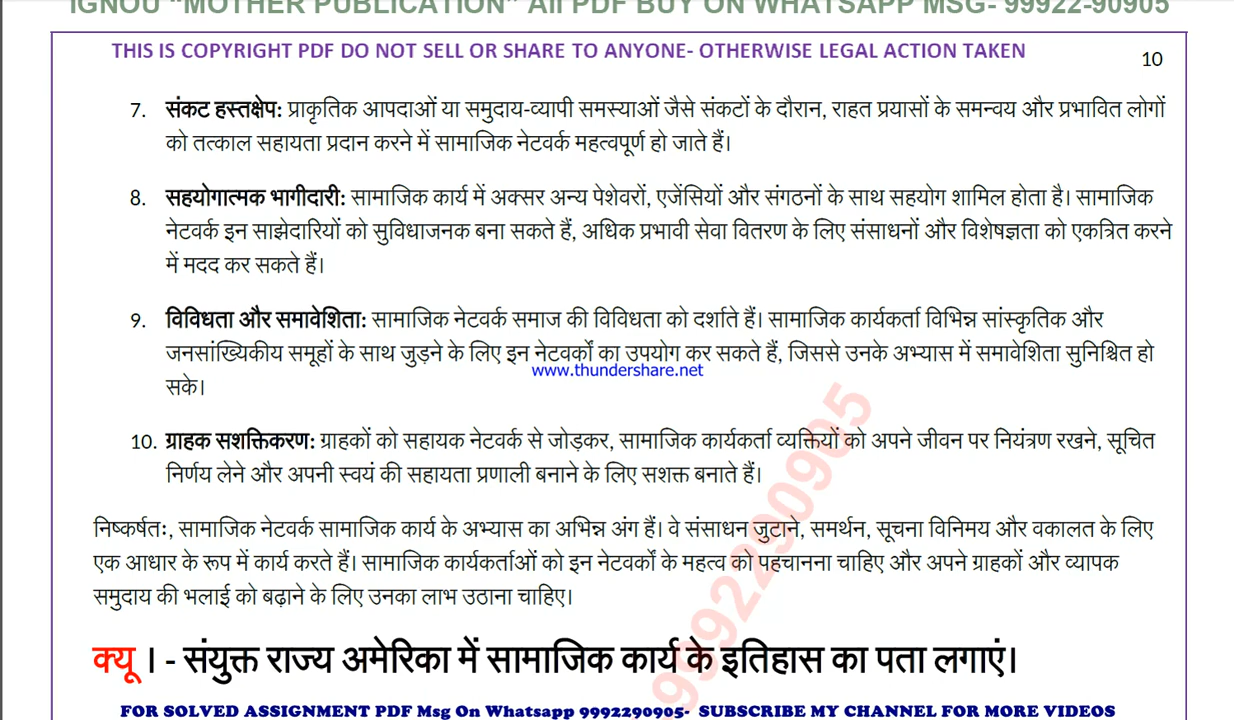 IGNOU “MOTHER PUBLICATION” All PDF BUY ON WHATSAPP MSG- 99922-90905
THIS IS COPYRIGHT PDF DO NOT SELL OR SHARE TO ANYONE- OTHERWISE LEGAL ACTION TAKEN
10
7. संकट हस्तक्षेप: प्राकृतिक आपदाओं या समुदाय-व्यापी समस्याओं जैसे संकटों के दौरान, राहत प्रयासों के समन्वय और प्रभावित लोगों
को तत्काल सहायता प्रदान करने में सामाजिक नेटवर्क महत्वपूर्ण हो जाते हैं।
8. सहयोगात्मक भागीदारी: सामाजिक कार्य में अक्सर अन्य पेशेवरों, एजेंसियों और संगठनों के साथ सहयोग शामिल होता है। सामाजिक
नेटवर्क इन साझेदारियों को सुविधाजनक बना सकते हैं, अधिक प्रभावी सेवा वितरण के लिए संसाधनों और विशेषज्ञता को एकत्रित करने
में मदद कर सकते हैं।
9. विविधता और समावेशिता: सामाजिक नेटवर्क समाज की विविधता को दर्शाते हैं। सामाजिक कार्यकर्ता विभिन्न सांस्कृतिक और
जनसांख्यिकीय समूहों के साथ जुड़ने के लिए इन नेटवर्कों का उपयोग कर सकते हैं, जिससे उनके अभ्यास में समावेशिता सुनिश्चित हो
www.thundershare.net
सके।
10. ग्राहक सशक्तिकरण: ग्राहकों को सहायक नेटवर्क से जोड़कर, सामाजिक कार्यकर्ता व्यक्तियों को अपने जीवन पर नियंत्रण रखने, सूचित
निर्णय लेने और अपनी स्वयं की सहायता प्रणाली बनाने के लिए सशक्त बनाते हैं।
निष्कर्षतः, सामाजिक नेटवर्क सामाजिक कार्य के अभ्यास का अभिन्न अंग हैं। वे संसाधन जुटाने, समर्थन, सूचना विनिमय और वकालत के लिए
एक आधार के रूप में कार्य करते हैं। सामाजिक कार्यकर्ताओं को इन नेटवर्कों के महत्व को पहचानना चाहिए और अपने ग्राहकों और व्यापक
समुदाय की भलाई को बढ़ाने के लिए उनका लाभ उठाना चाहिए।
9992290905
क्यू । - संयुक्त राज्य अमेरिका में सामाजिक कार्य के इतिहास का पता लगाएं।
FOR SOLVED ASSIGNMENT PDF Msg On Whatsapp 9992290905- SUBSCRIBE MY CHANNEL FOR MORE VIDEOS